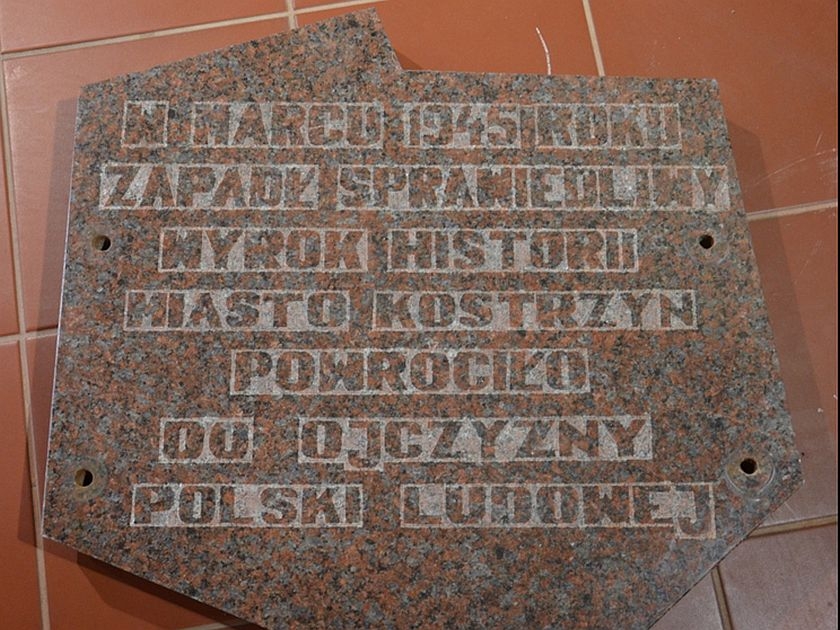 W MARCU 1945 ROKU
ZAPADŁ SPRAWIEDLIWY
WYROK HISTORII
MIASTO KOSTRZYN
POWRÓCIŁO
DO OJCZYZNY
POLSKI LUDOWEJ